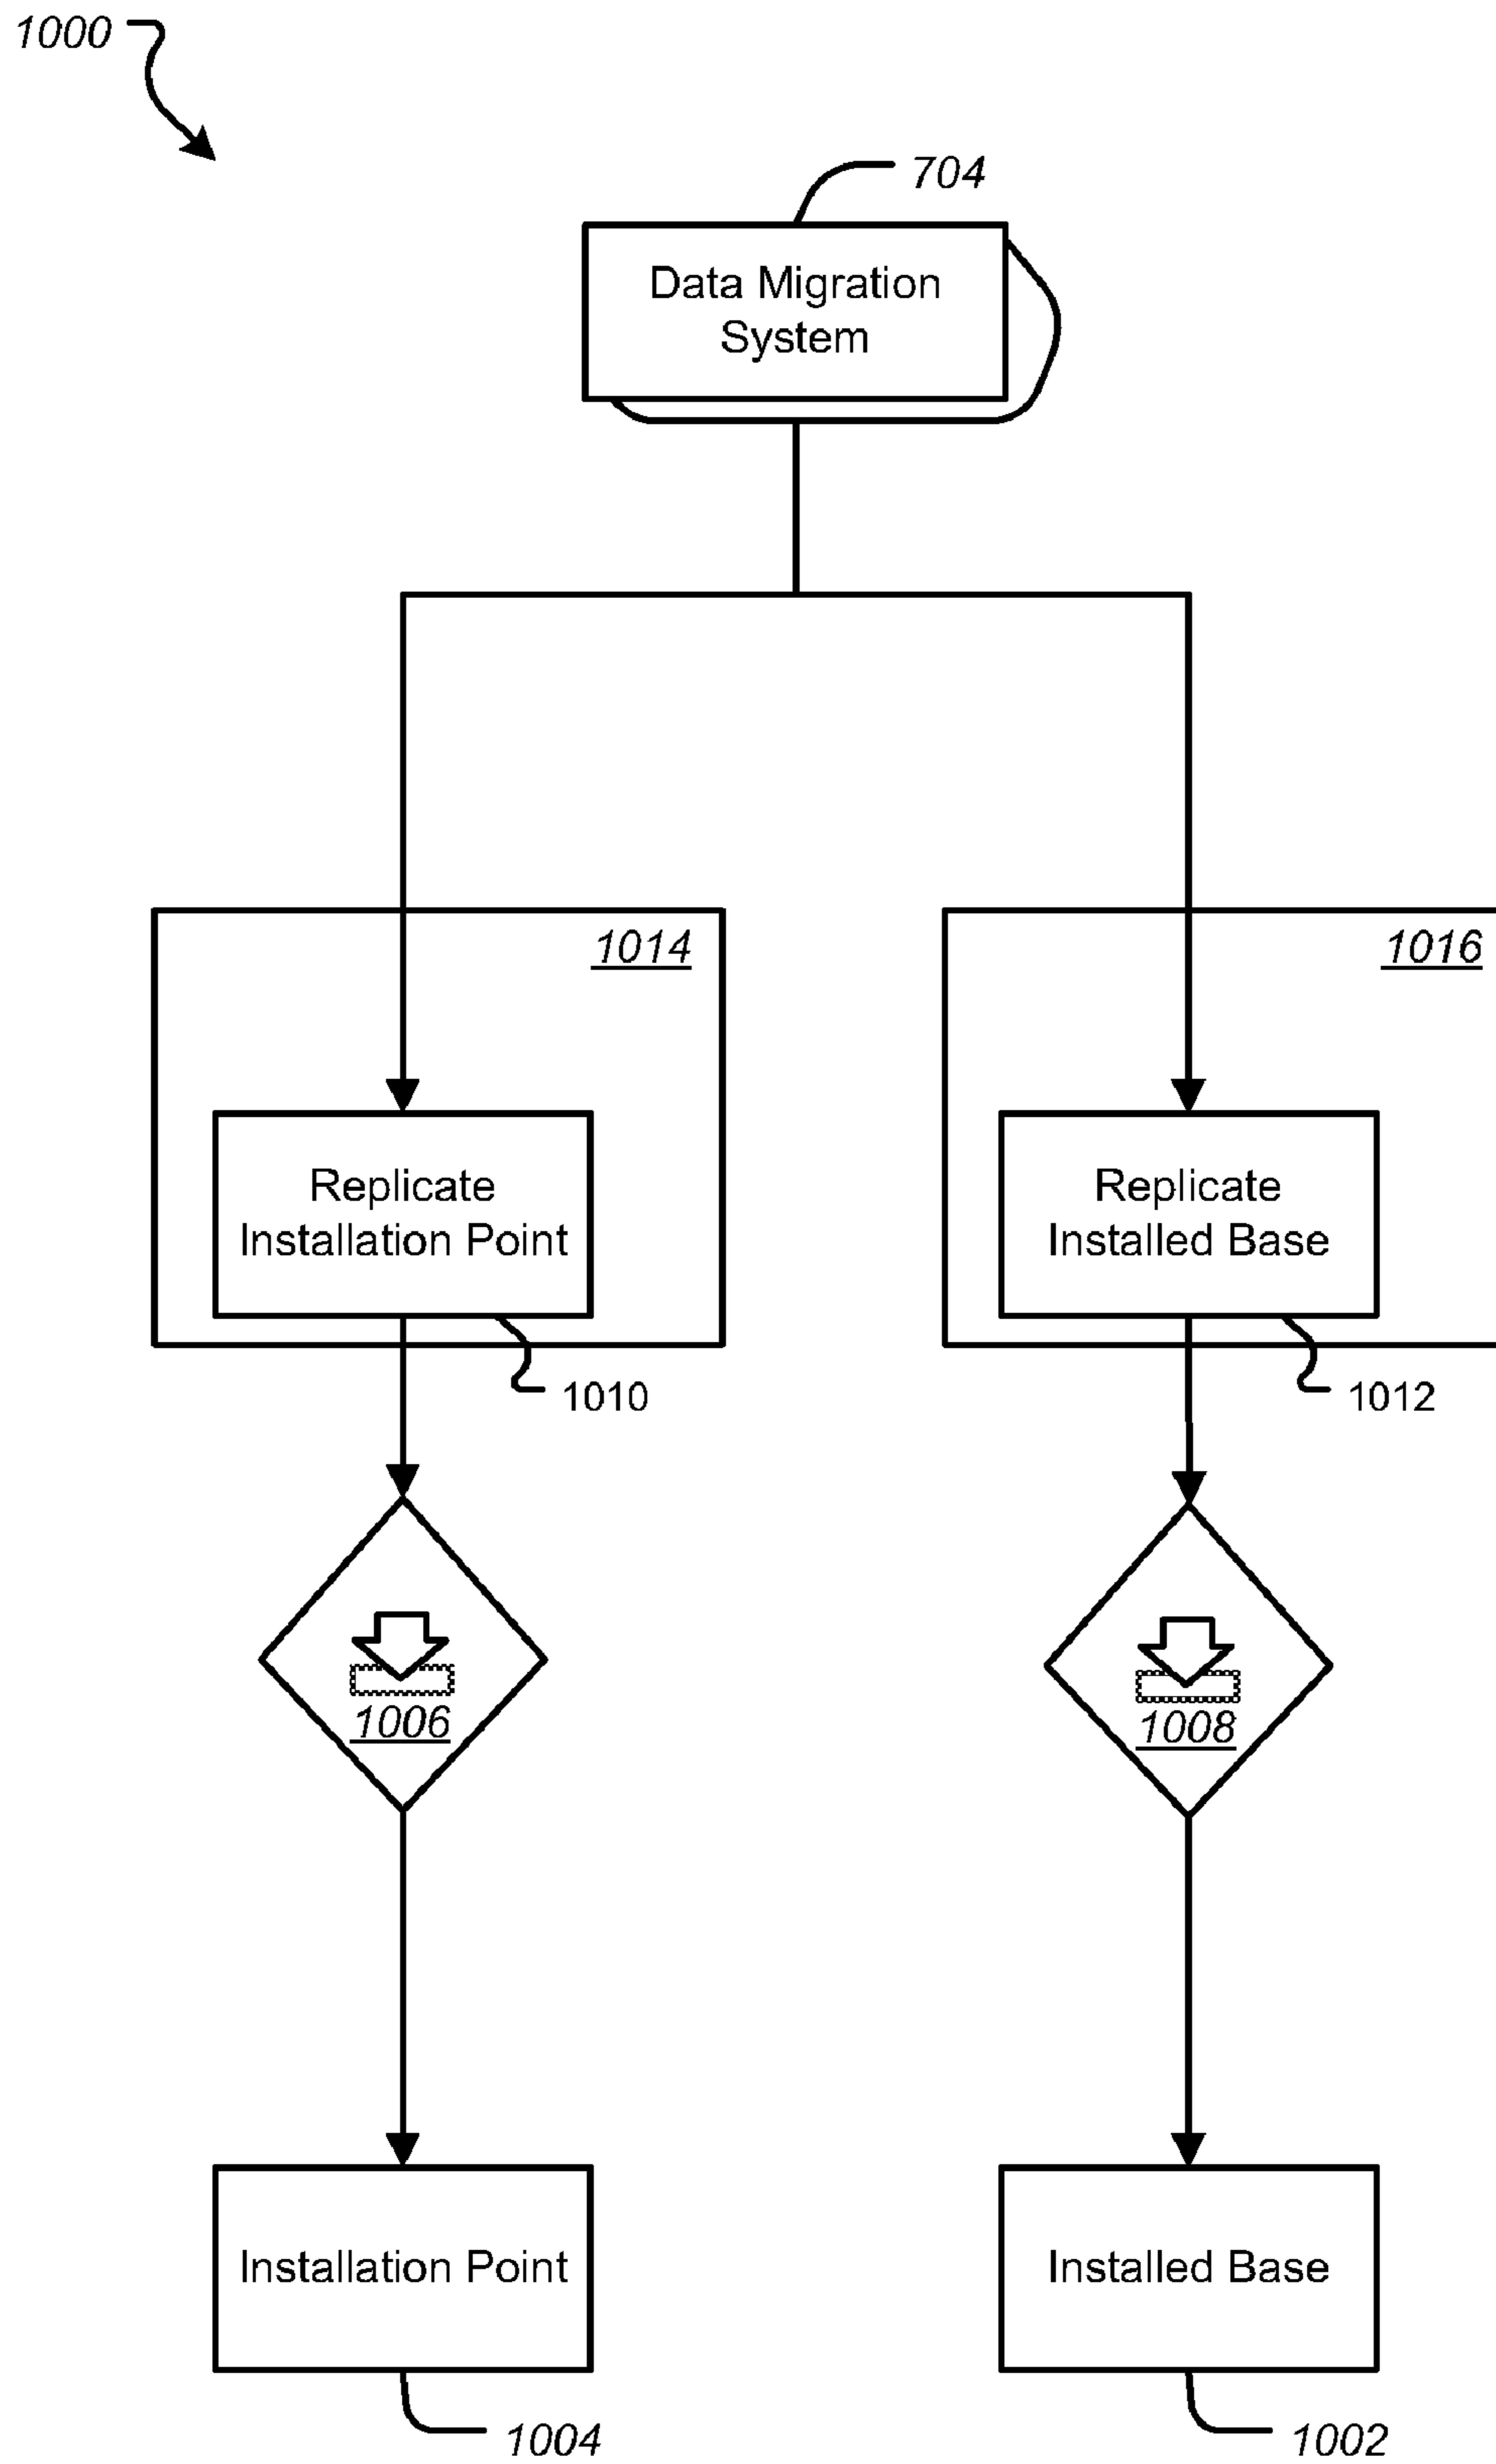 1000
704
Data Migration
System
1014
1016
Replicate
Installation Point
Replicate
Installed Base
1010
1012
1006
1008
Installation Point
Installed Base
1004
1002